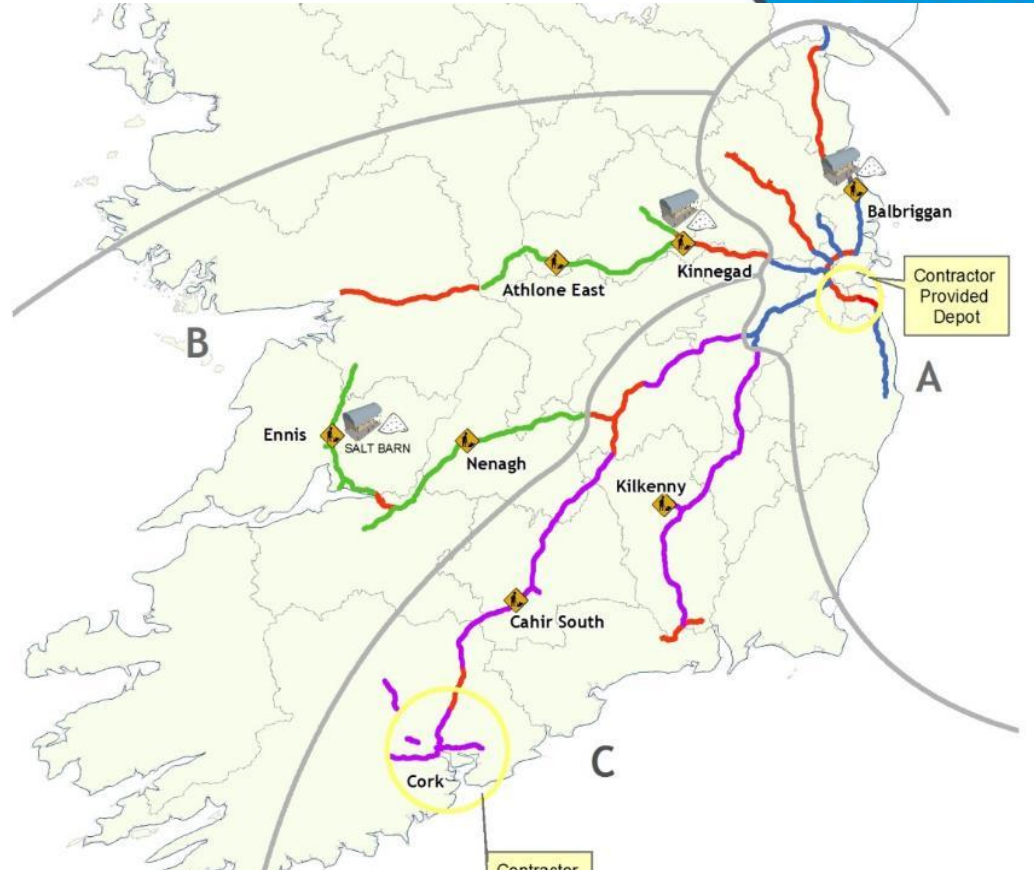 Balbriggan
Kinnegad
Contractor
Provided
Depot
Athlone East
B
A
Ennis
SALT BARN
Nenagh
Kilkenny
Cahir South
C
Cork
Contractor